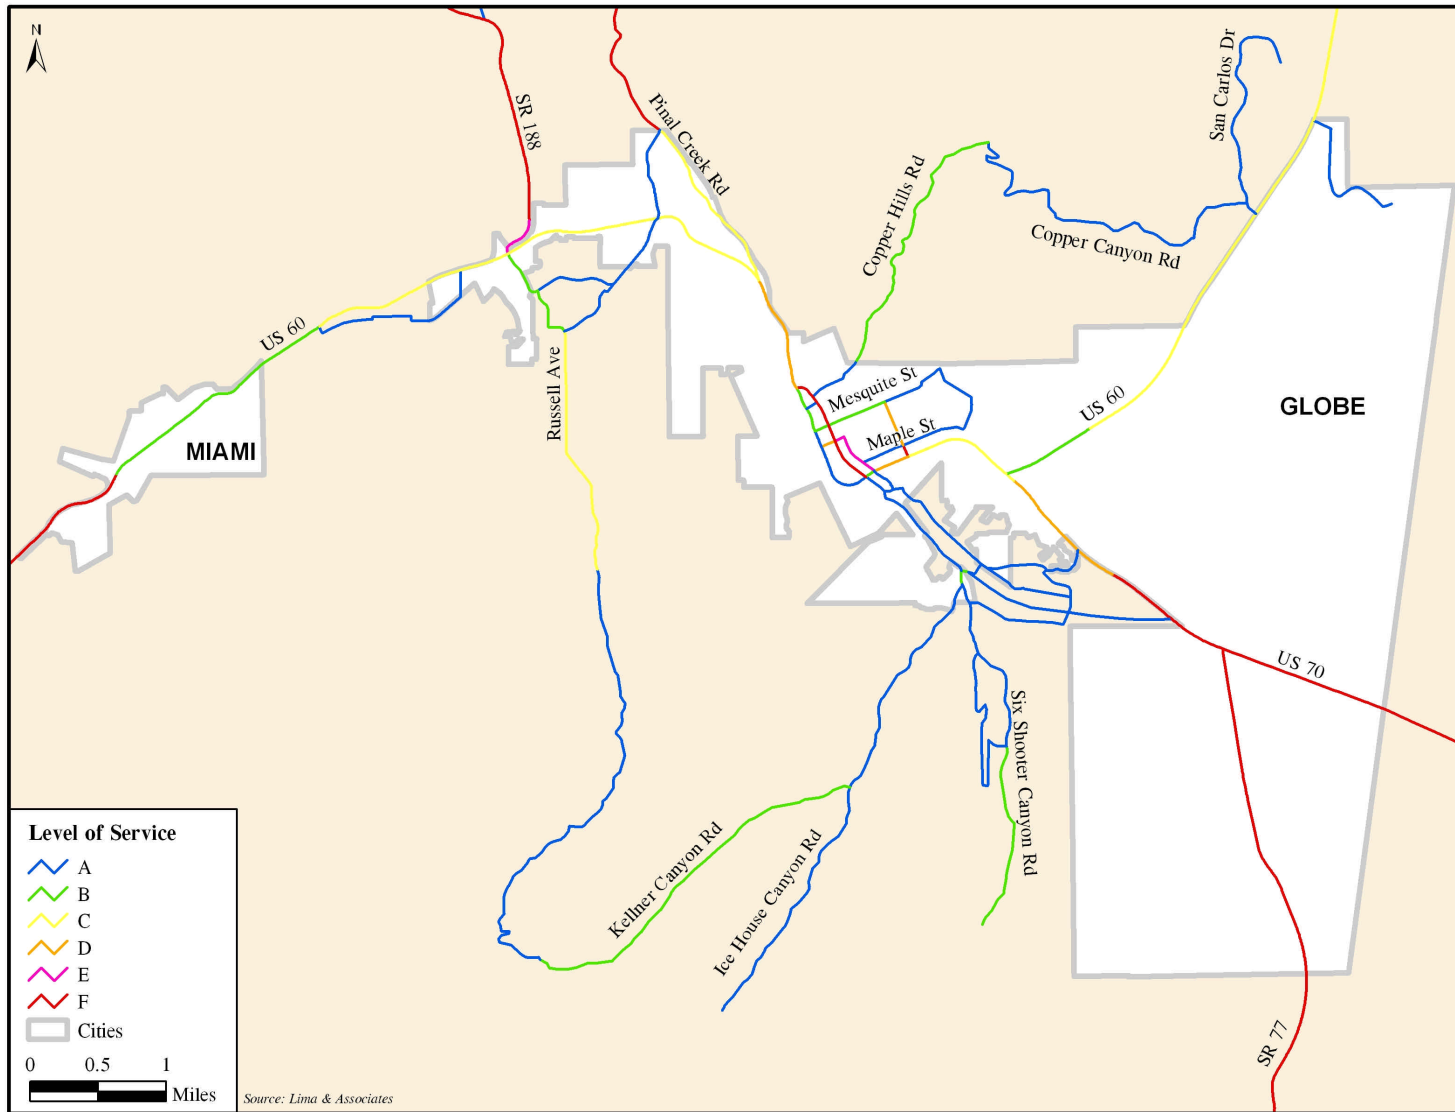 N
SR 188
Pinal Creek Rd
San Carlos Dr
Copper Hills Rd
Copper Canyon Rd
US 60
Russell Ave
Mesquite St
Maple St
US 60
GLOBE
MIAMI
US 70
Six Shooter Canyon Rd
Kellner Canyon Rd
Ice House Canyon Rd
SR 77
Level of Service
A
B
C
D
E
F
Cities
0 0.5 1
Miles
Source: Lima & Associates